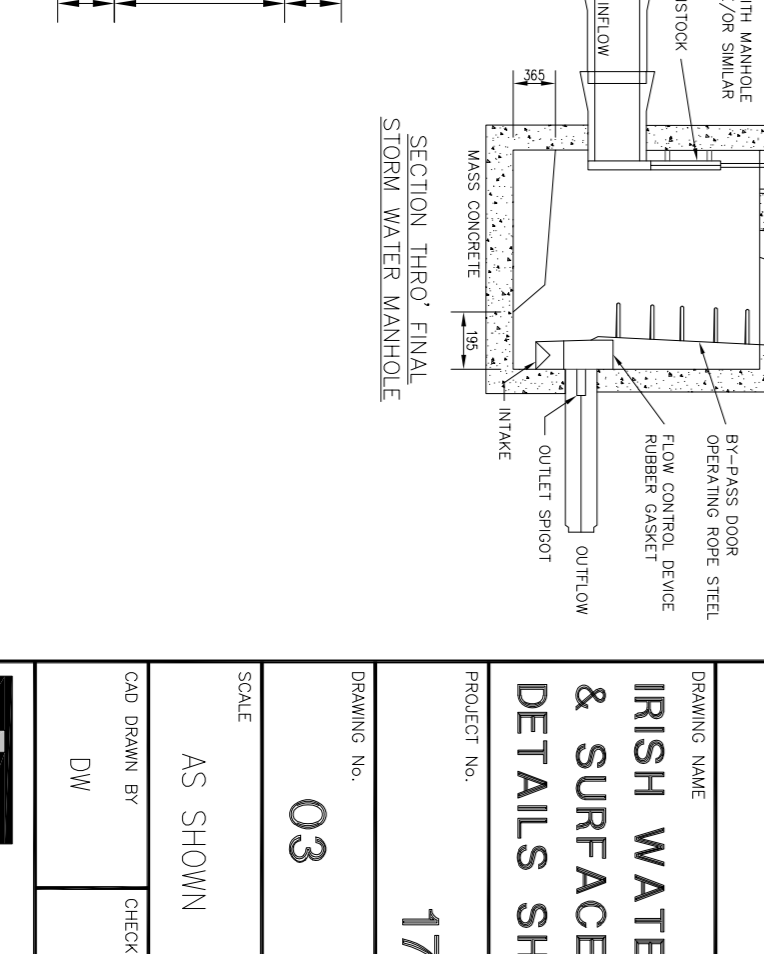 ITH MANHOLE
/OR SIMILAR
INFLOW
365
MASS CONCRETE
195
BY-PASS DOOR
OPERATING ROPE STEEL
FLOW CONTROL DEVICE
RUBBER GASKET
OUTFLOW
OUTLET SPIGOT
INTAKE
SECTION THRO' FINAL
STORM WATER MANHOLE
DRAWING NAME
IRISH WATE
& SURFACE
DETAILS SH
PROJECT No.
17
DRAWING No.
03
SCALE
AS SHOWN
CAD DRAWN BY
DW
CHECK